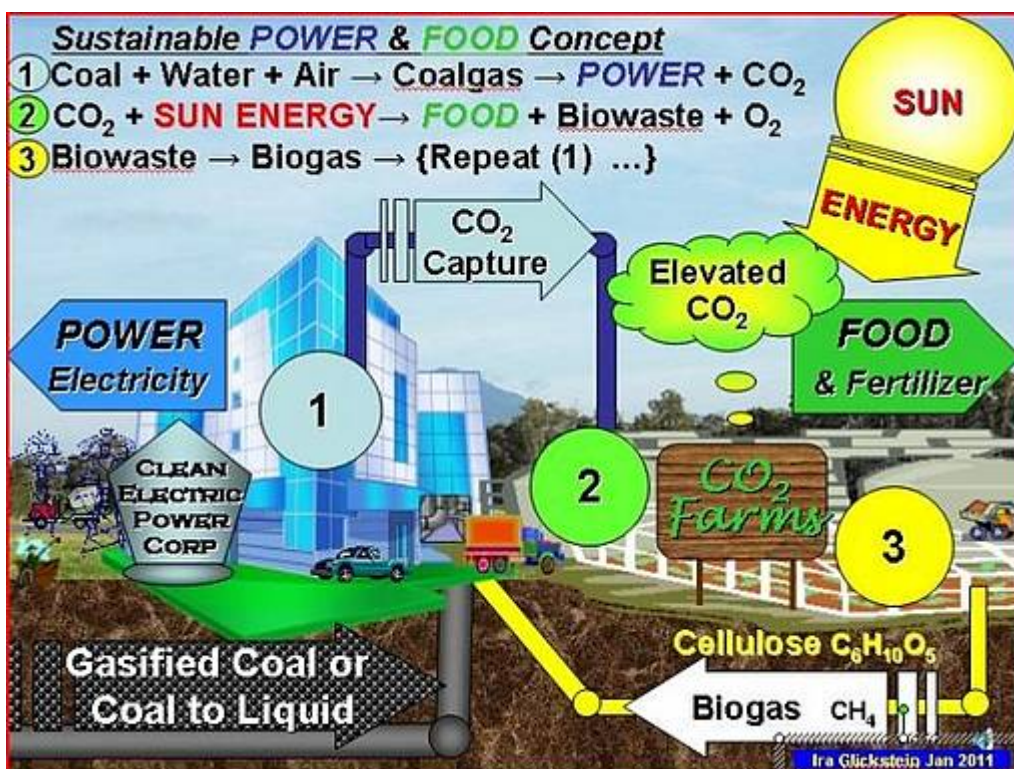 Sustainable POWER & FOOD Concept
1 Coal + Water + Air → Coalgas → POWER + CO₂
2 CO₂ + SUN ENERGY → FOOD + Biowaste + O₂
3 Biowaste → Biogas → {Repeat (1) ...}
SUN
ENERGY
CO₂
Capture
Elevated
CO₂
POWER
Electricity
FOOD
& Fertilizer
1
2
3
CLEAN
ELECTRIC
POWER
CORP
CO₂
Farms
Gasified Coal or
Coal to Liquid
Cellulose C₆H₁₀O₅
Biogas CH₄
Ira Glickstein Jan 2011